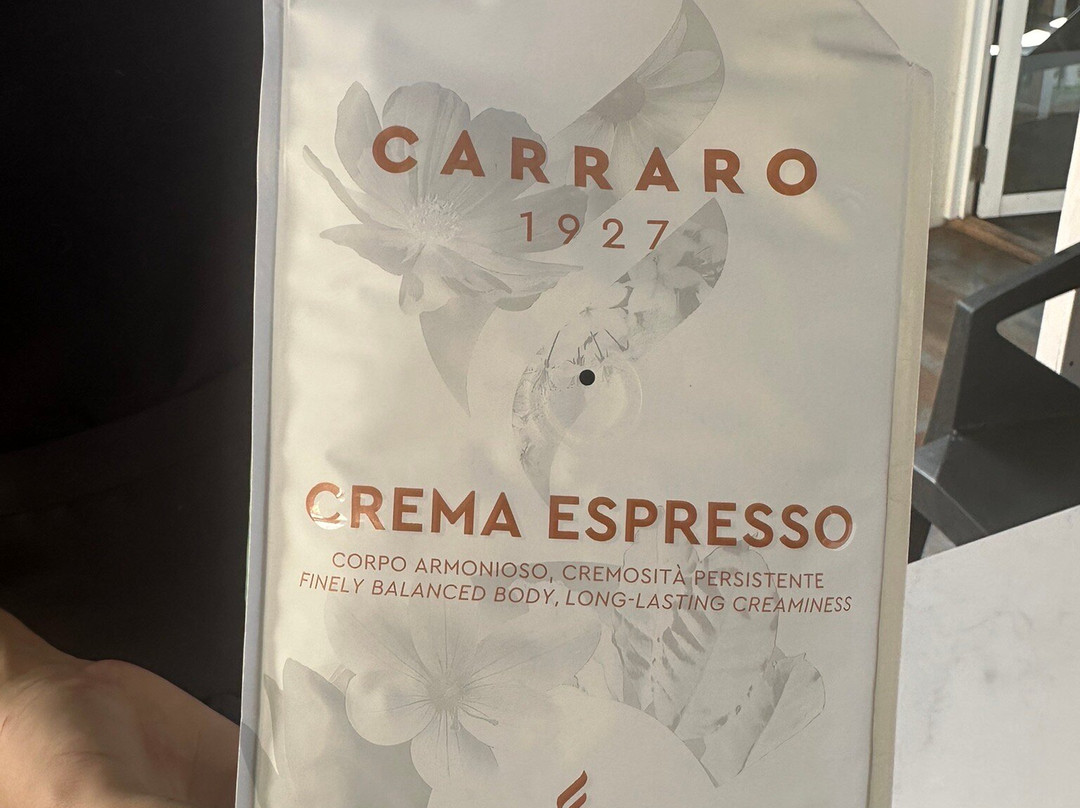 CARRARO
1927
CREMA ESPRESSO
CORPO ARMONIOSO, CREMOSITÀ PERSISTENTE
FINELY BALANCED BODY, LONG-LASTING CREAMINESS